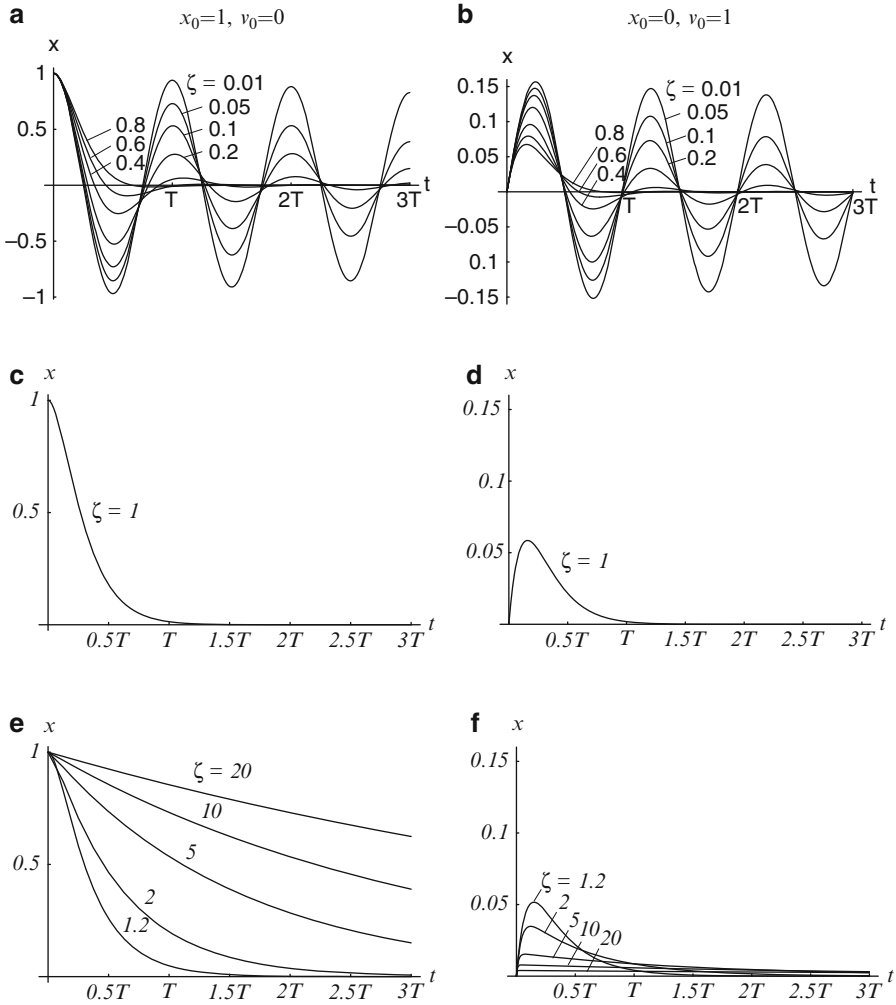 a
x₀=1, v₀=0
x
1
0.5
−0.5
−1
0.8
0.6
0.4
ζ = 0.01
0.05
0.1
0.2
T
2T
3T
t
b
x₀=0, v₀=1
x
0.15
0.10
0.05
−0.05
0.1
−0.15
0.8
0.6
0.4
ζ = 0.01
0.05
0.1
0.2
T
2T
3T
t
c
x
1
0.5
ζ = 1
0.5T T 1.5T 2T 2.5T 3T
t
d
x
0.15
0.1
0.05
ζ = 1
0.5T T 1.5T 2T 2.5T 3T
t
e
x
1
0.5
ζ = 20
10
5
2
1.2
0.5T T 1.5T 2T 2.5T 3T
t
f
x
0.15
0.1
0.05
ζ = 1.2
2
5
10
20
0.5T T 1.5T 2T 2.5T 3T
t